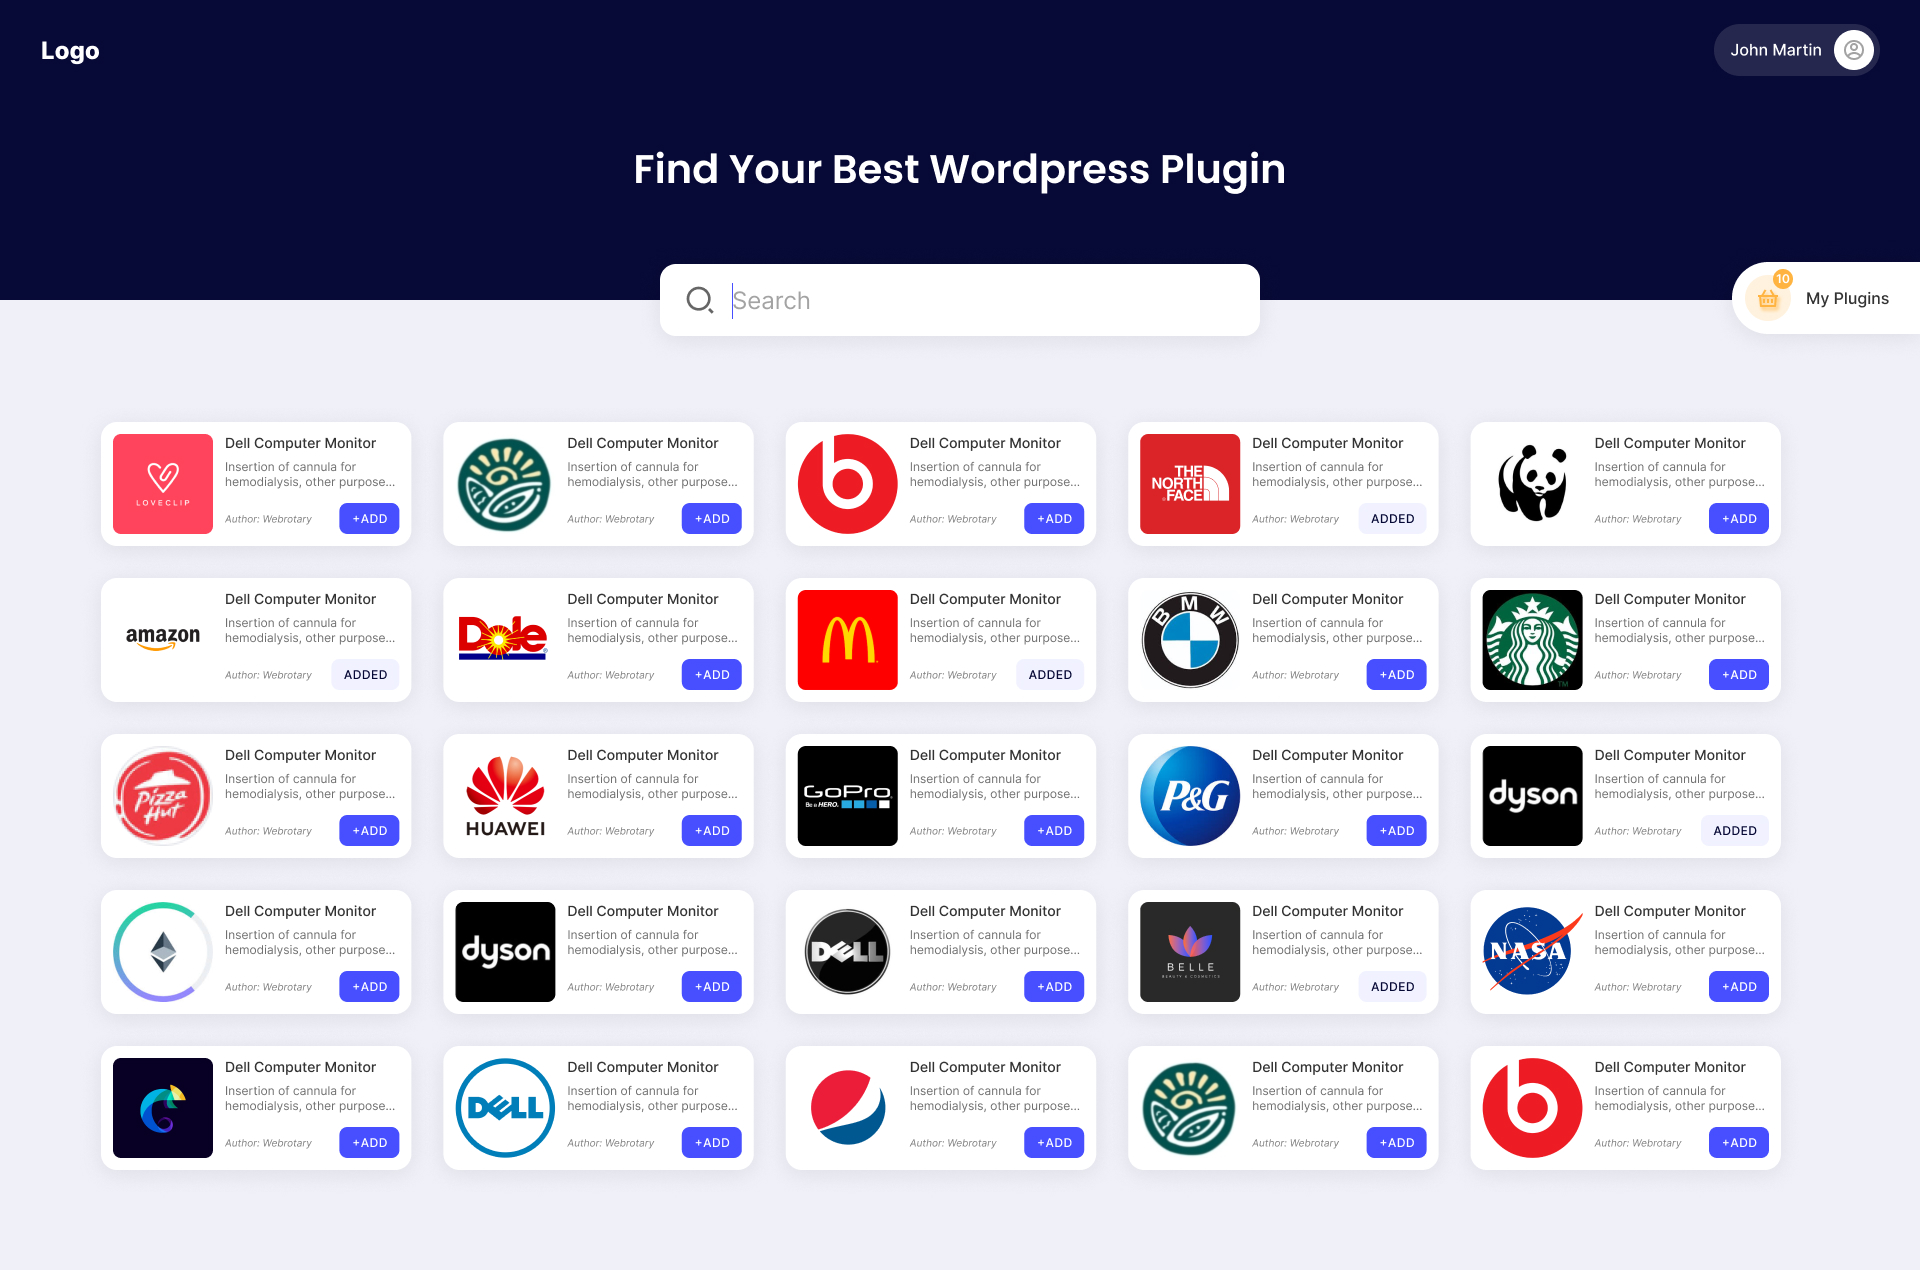 Logo
John Martin
Find Your Best Wordpress Plugin
Search
10
My Plugins
LOVECLIP
Dell Computer Monitor
Insertion of cannula for
hemodialysis, other purpose...
Author: Webrotary
+ADD
Dell Computer Monitor
Insertion of cannula for
hemodialysis, other purpose...
Author: Webrotary
+ADD
b
Dell Computer Monitor
Insertion of cannula for
hemodialysis, other purpose...
Author: Webrotary
+ADD
THE
NORTH
FACE
Dell Computer Monitor
Insertion of cannula for
hemodialysis, other purpose...
Author: Webrotary
ADDED
Dell Computer Monitor
Insertion of cannula for
hemodialysis, other purpose...
Author: Webrotary
+ADD
amazon
Dell Computer Monitor
Insertion of cannula for
hemodialysis, other purpose...
Author: Webrotary
ADDED
Dole
Dell Computer Monitor
Insertion of cannula for
hemodialysis, other purpose...
Author: Webrotary
+ADD
Dell Computer Monitor
Insertion of cannula for
hemodialysis, other purpose...
Author: Webrotary
ADDED
BMW
Dell Computer Monitor
Insertion of cannula for
hemodialysis, other purpose...
Author: Webrotary
+ADD
TM
Dell Computer Monitor
Insertion of cannula for
hemodialysis, other purpose...
Author: Webrotary
+ADD
Pizza
Hut
Dell Computer Monitor
Insertion of cannula for
hemodialysis, other purpose...
Author: Webrotary
+ADD
HUAWEI
Dell Computer Monitor
Insertion of cannula for
hemodialysis, other purpose...
Author: Webrotary
+ADD
GoPro
Be a HERO.
Dell Computer Monitor
Insertion of cannula for
hemodialysis, other purpose...
Author: Webrotary
+ADD
P&G
Dell Computer Monitor
Insertion of cannula for
hemodialysis, other purpose...
Author: Webrotary
+ADD
dyson
Dell Computer Monitor
Insertion of cannula for
hemodialysis, other purpose...
Author: Webrotary
ADDED
Dell Computer Monitor
Insertion of cannula for
hemodialysis, other purpose...
Author: Webrotary
+ADD
dyson
Dell Computer Monitor
Insertion of cannula for
hemodialysis, other purpose...
Author: Webrotary
+ADD
DELL
Dell Computer Monitor
Insertion of cannula for
hemodialysis, other purpose...
Author: Webrotary
+ADD
BELLE
BEAUTY & COSMETICS
Dell Computer Monitor
Insertion of cannula for
hemodialysis, other purpose...
Author: Webrotary
ADDED
NASA
Dell Computer Monitor
Insertion of cannula for
hemodialysis, other purpose...
Author: Webrotary
+ADD
Dell Computer Monitor
Insertion of cannula for
hemodialysis, other purpose...
Author: Webrotary
+ADD
DELL
Dell Computer Monitor
Insertion of cannula for
hemodialysis, other purpose...
Author: Webrotary
+ADD
Dell Computer Monitor
Insertion of cannula for
hemodialysis, other purpose...
Author: Webrotary
+ADD
Dell Computer Monitor
Insertion of cannula for
hemodialysis, other purpose...
Author: Webrotary
+ADD
b
Dell Computer Monitor
Insertion of cannula for
hemodialysis, other purpose...
Author: Webrotary
+ADD